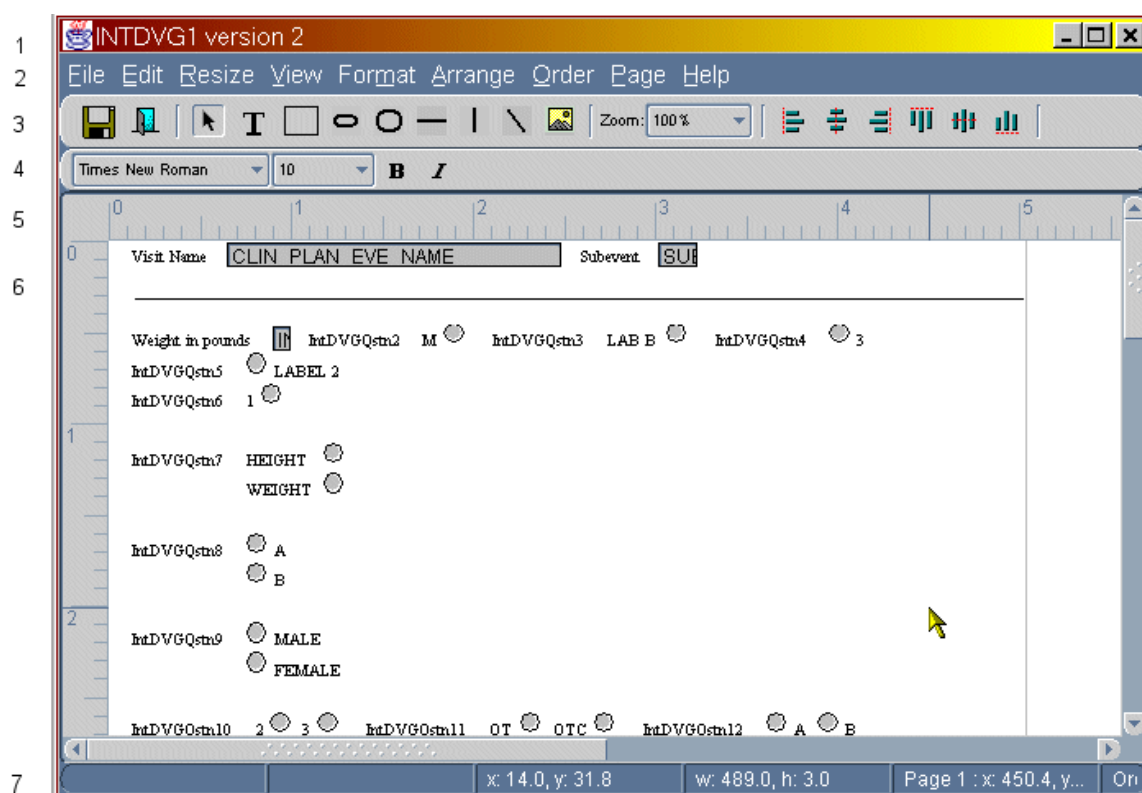 1 INTDVG1 version 2
2 File Edit Resize View Format Arrange Order Page Help
3 T Zoom: 100%
4 Times New Roman 10 B I
5 0 1 2 3 4 5
0 Visit Name CLIN PLAN EVE NAME Subevent SUB
6
Weight in pounds IntDVGQstn2 M IntDVGQstn3 LAB B IntDVGQstn4 3
IntDVGQstn5 LABEL 2
IntDVGQstn6 1
1
IntDVGQstn7 HEIGHT
WEIGHT
IntDVGQstn8 A
B
2
IntDVGQstn9 MALE
FEMALE
IntDVGQstn10 2 3 IntDVGQstn11 OT OTC IntDVGQstn12 A B
7 x: 14.0, y: 31.8 w: 489.0, h: 3.0 Page 1 : x: 450.4, y... On